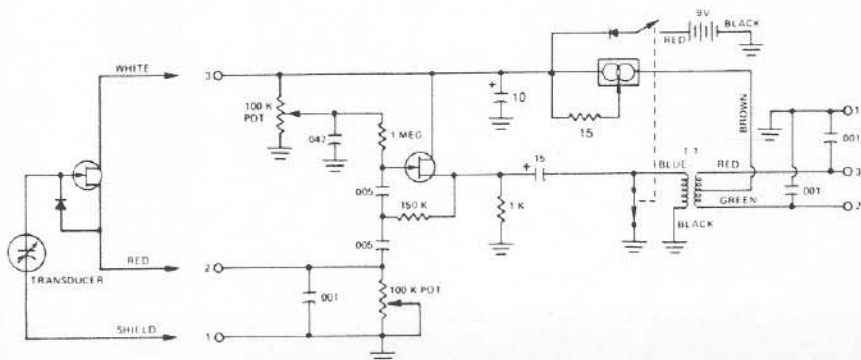 9V
BLACK
RED
WHITE
3
100 K
POT
.047
1 MEG
+
10
15
BROWN
1
.001
005
150 K
+
15
1 K
BLUE
1 1
RED
.001
3
GREEN
2
BLACK
005
TRANSDUCER
RED
2
.001
100 K POT
SHIELD
1